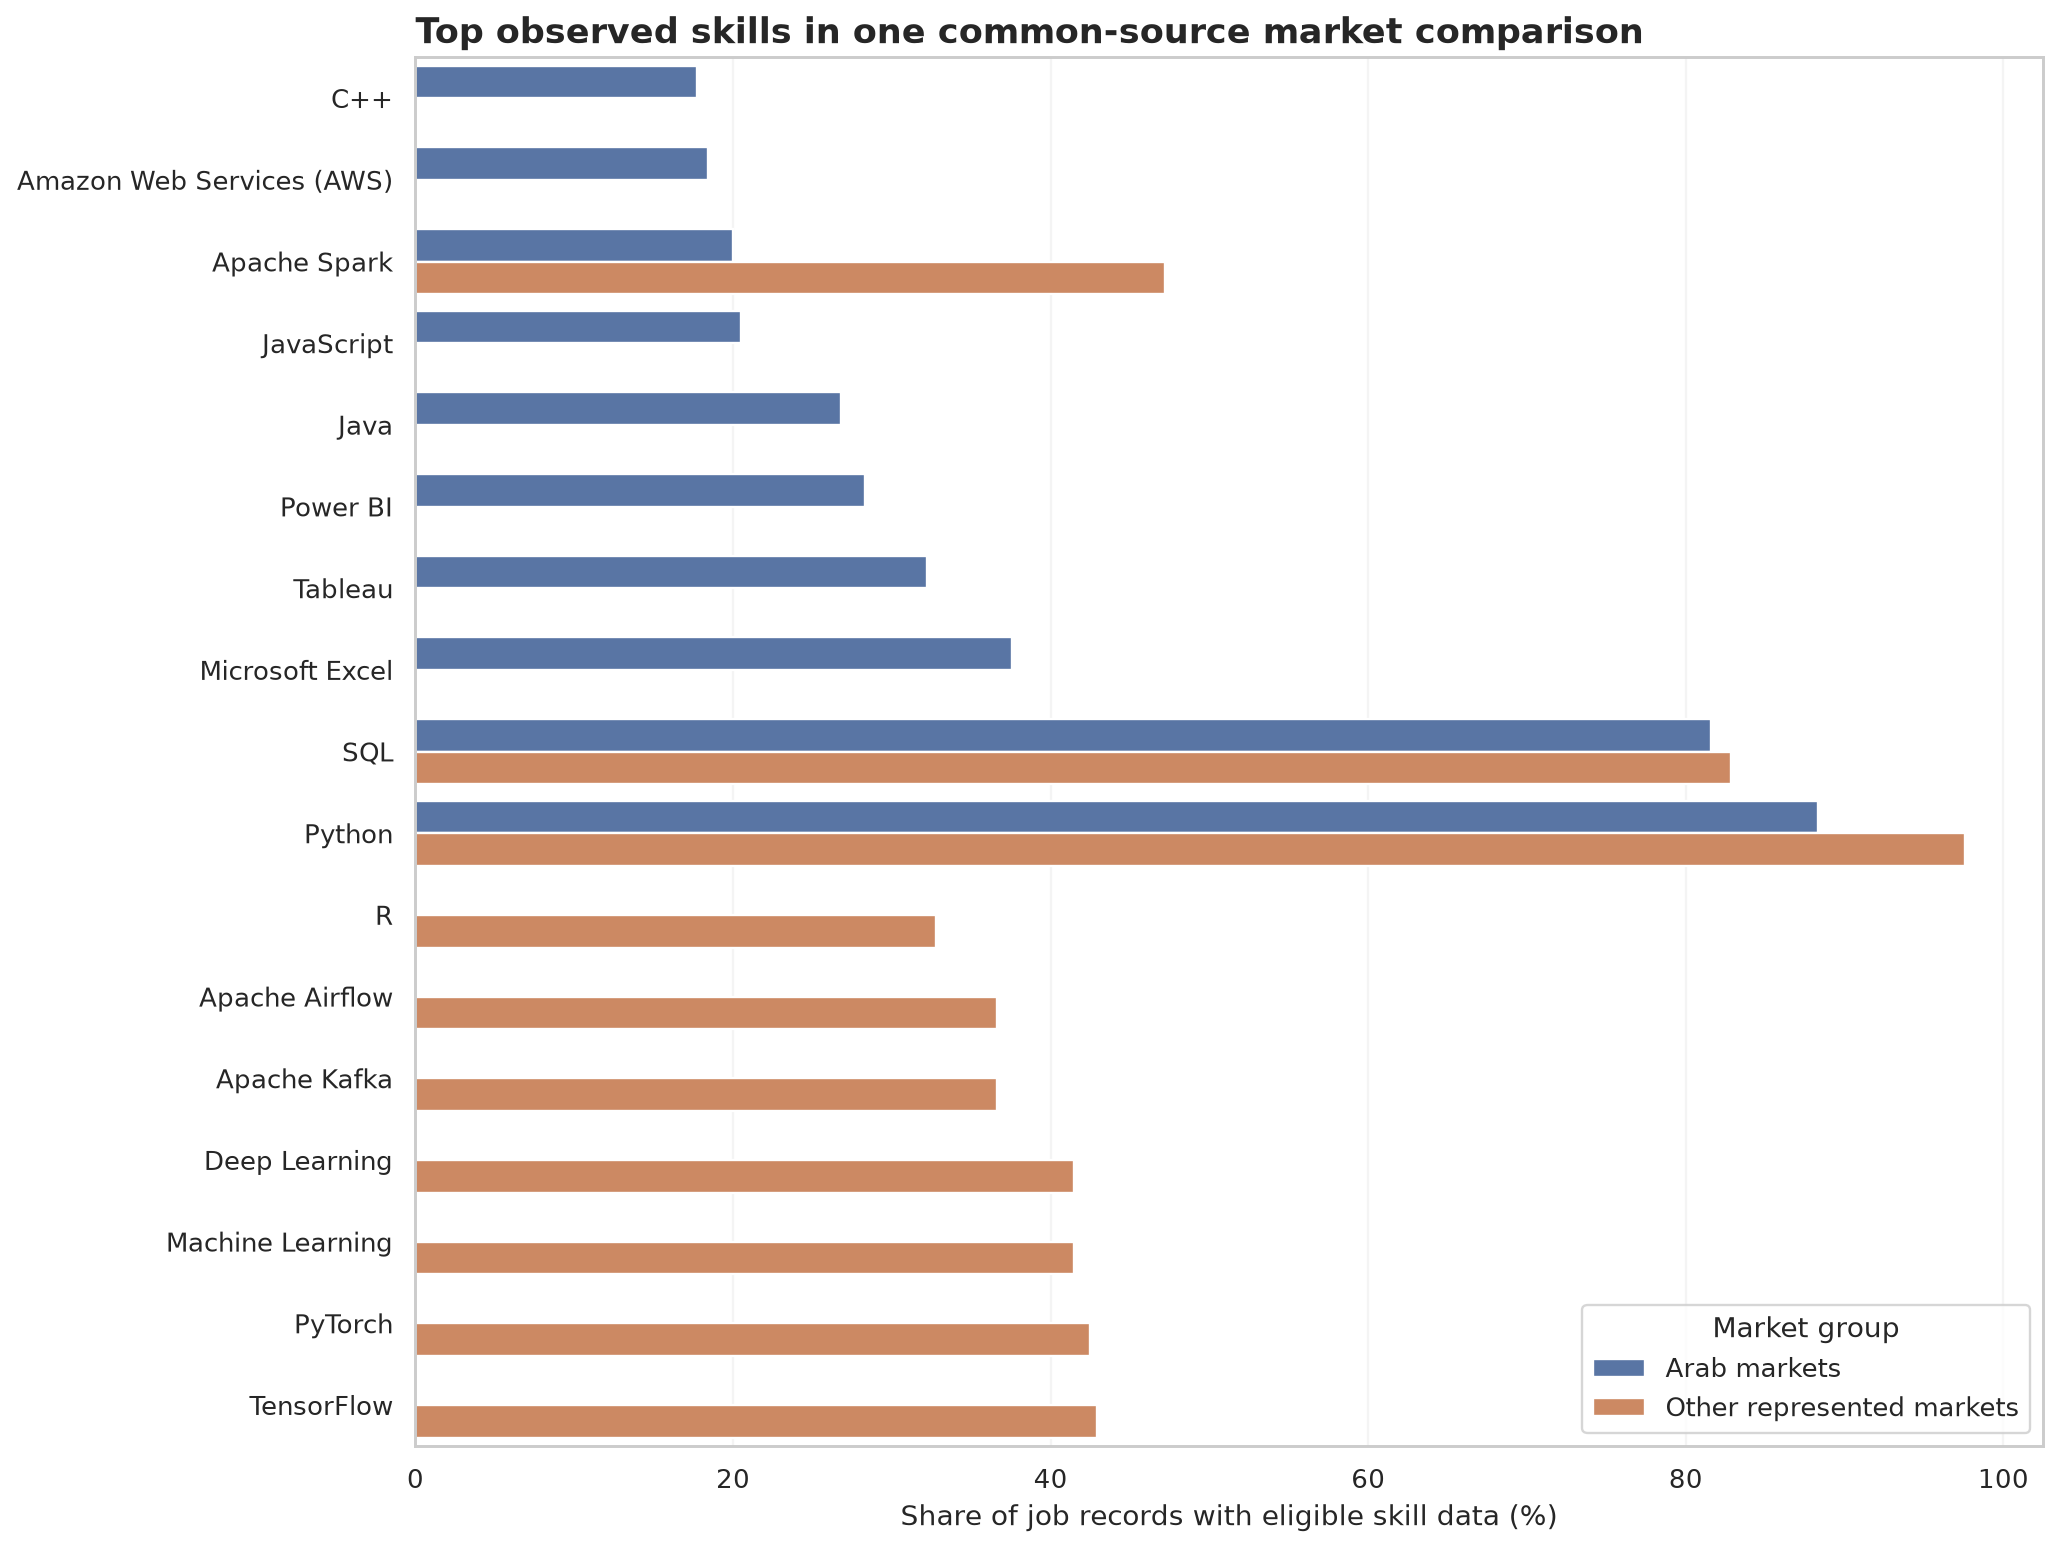 Top observed skills in one common-source market comparison
C++
Amazon Web Services (AWS)
Apache Spark
JavaScript
Java
Power BI
Tableau
Microsoft Excel
SQL
Python
R
Apache Airflow
Apache Kafka
Deep Learning
Machine Learning
PyTorch
TensorFlow
Market group
Arab markets
Other represented markets
0 20 40 60 80 100
Share of job records with eligible skill data (%)